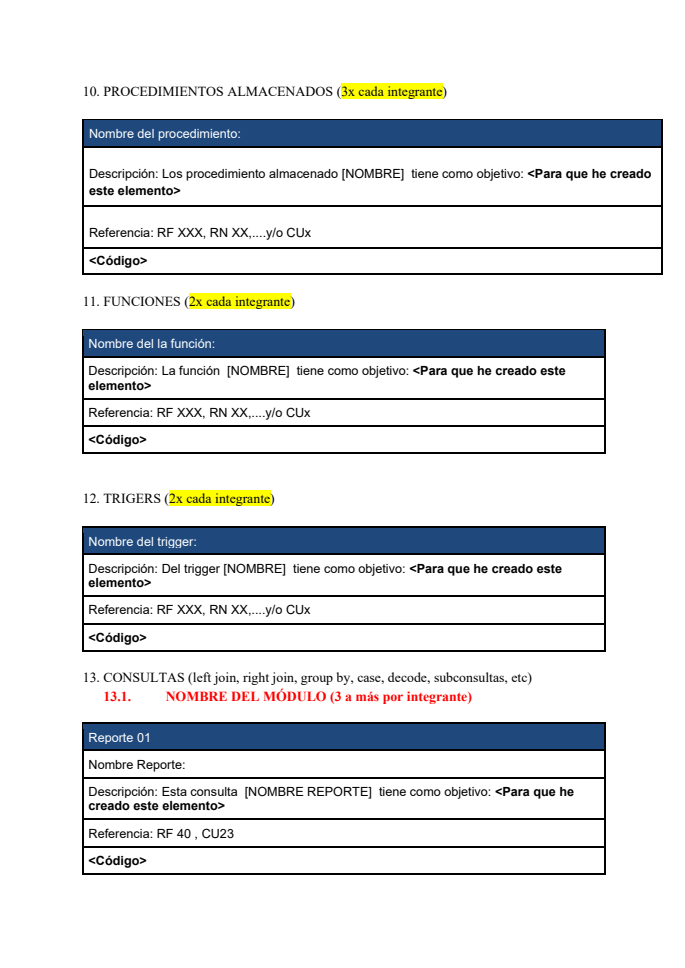 10. PROCEDIMIENTOS ALMACENADOS (3x cada integrante)
Nombre del procedimiento:
Descripción: Los procedimiento almacenado [NOMBRE] tiene como objetivo: <Para que he creado
este elemento>
Referencia: RF XXX, RN XX,....y/o CUx
<Código>
11. FUNCIONES (2x cada integrante)
Nombre del la función:
Descripción: La función [NOMBRE] tiene como objetivo: <Para que he creado este
elemento>
Referencia: RF XXX, RN XX,....y/o CUx
<Código>
12. TRIGERS (2x cada integrante)
Nombre del trigger:
Descripción: Del trigger [NOMBRE] tiene como objetivo: <Para que he creado este
elemento>
Referencia: RF XXX, RN XX,....y/o CUx
<Código>
13. CONSULTAS (left join, right join, group by, case, decode, subconsultas, etc)
13.1. NOMBRE DEL MÓDULO (3 a más por integrante)
Reporte 01
Nombre Reporte:
Descripción: Esta consulta [NOMBRE REPORTE] tiene como objetivo: <Para que he
creado este elemento>
Referencia: RF 40 , CU23
<Código>